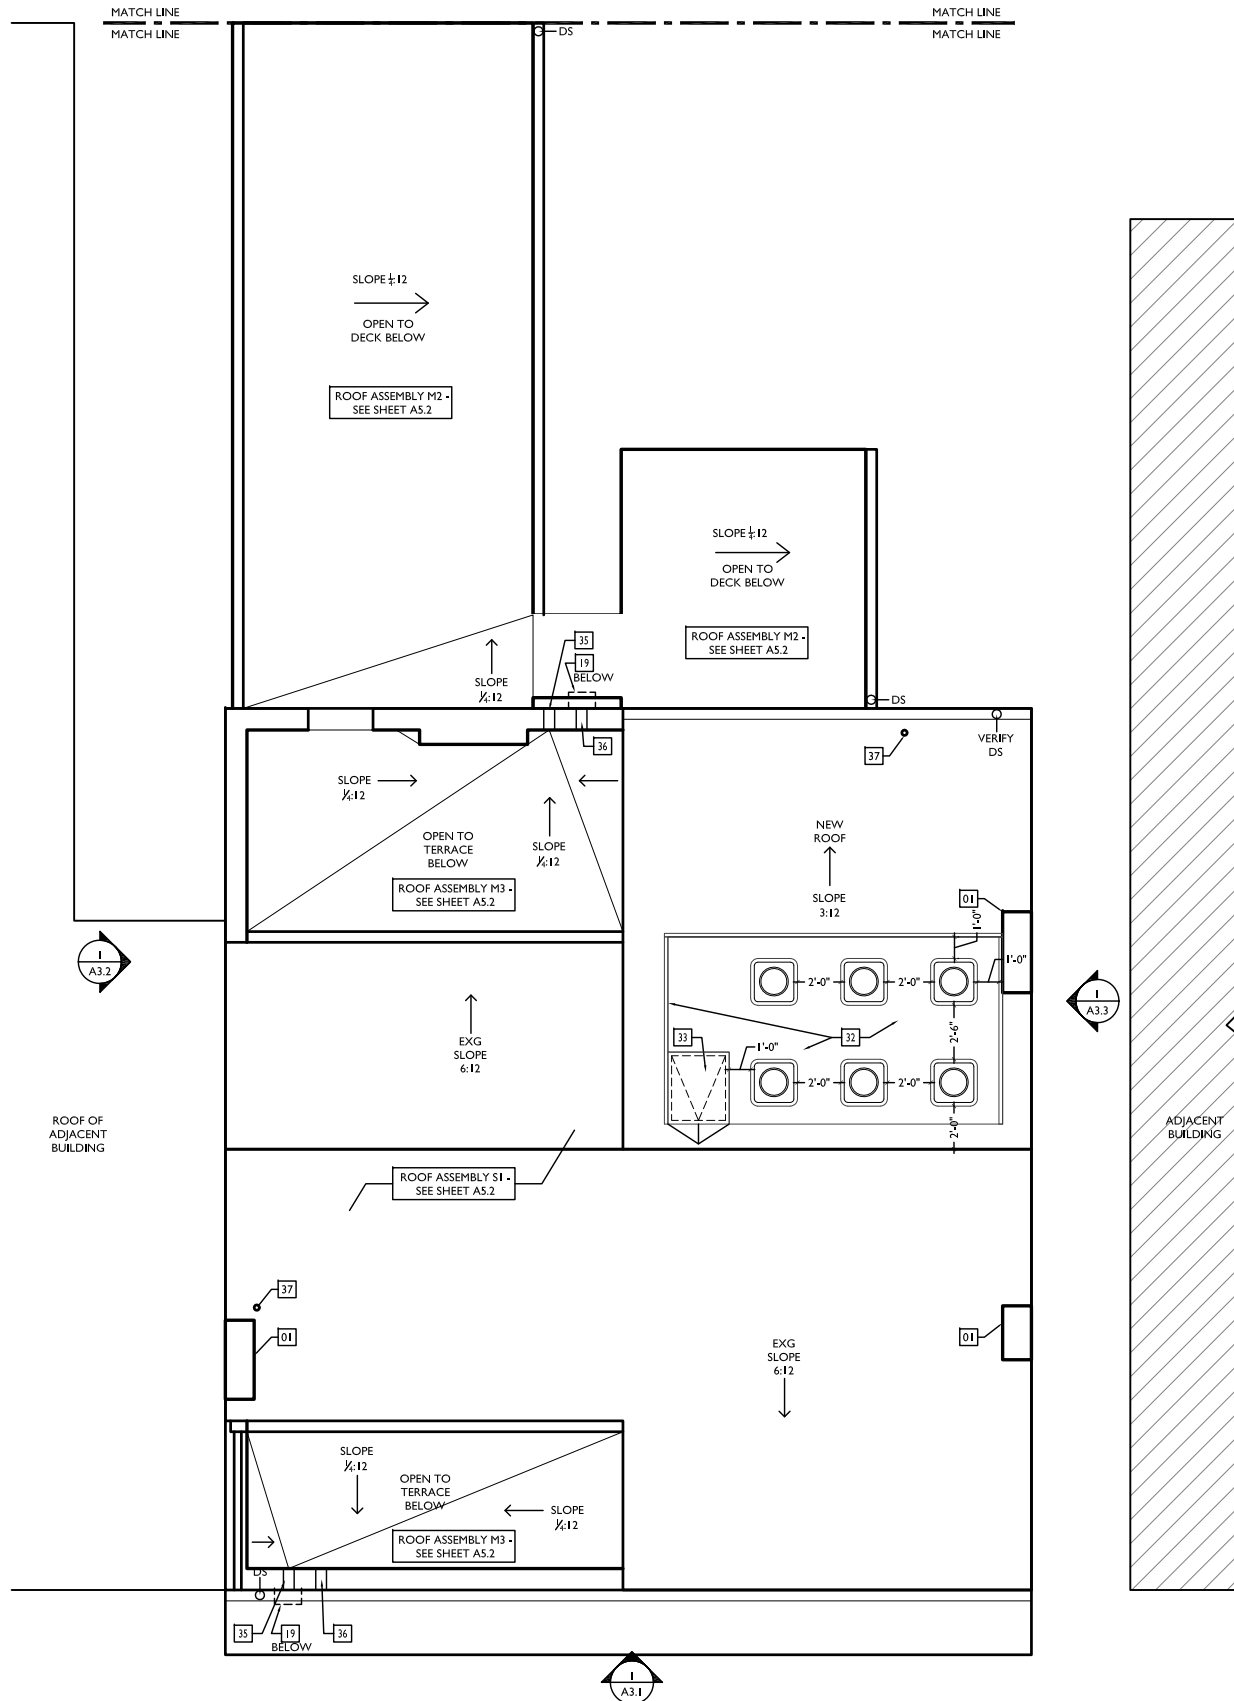 MATCH LINE
MATCH LINE
MATCH LINE
MATCH LINE
DS
SLOPE ¼:12
OPEN TO
DECK BELOW
ROOF ASSEMBLY M2 -
SEE SHEET A5.2
SLOPE ¼:12
OPEN TO
DECK BELOW
ROOF ASSEMBLY M2 -
SEE SHEET A5.2
35
19
BELOW
SLOPE
¼:12
DS
36
37
VERIFY
DS
SLOPE
¼:12
OPEN TO
TERRACE
BELOW
SLOPE
¼:12
ROOF ASSEMBLY M3 -
SEE SHEET A5.2
NEW
ROOF
SLOPE
3:12
01
1'-0"
1'-0"
1
A3.2
2'-0"
2'-0"
1
A3.3
EXG
SLOPE
6:12
33
32
2'-6"
1'-0"
2'-0"
2'-0"
2'-0"
ROOF OF
ADJACENT
BUILDING
ADJACENT
BUILDING
ROOF ASSEMBLY S1 -
SEE SHEET A5.2
37
01
01
EXG
SLOPE
6:12
SLOPE
¼:12
OPEN TO
TERRACE
BELOW
SLOPE
¼:12
ROOF ASSEMBLY M3 -
SEE SHEET A5.2
DS
35
19
BELOW
36
1
A3.1